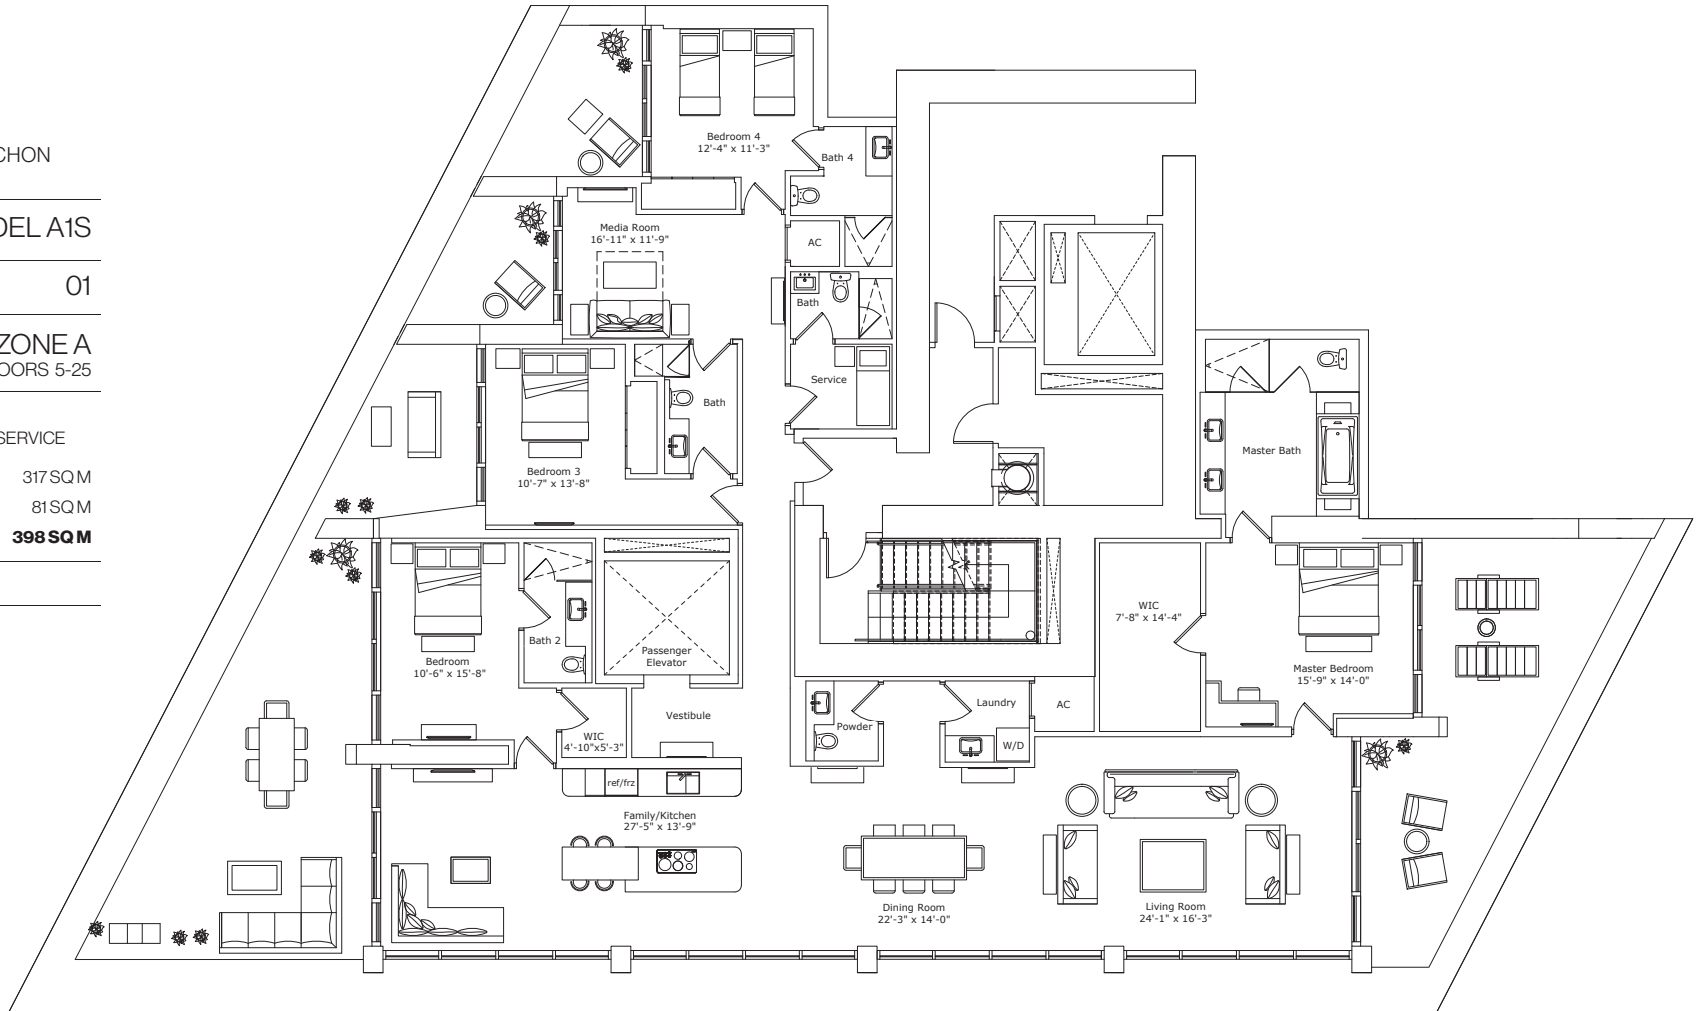 CHON
DEL A1S
01
ZONE A
OORS 5-25
SERVICE
317 SQ M
81 SQ M
398 SQ M
Bedroom 4
12'-4" x 11'-3"
Bath 4
Media Room
16'-11" x 11'-9"
AC
Bath
Service
Bath
Bedroom 3
10'-7" x 13'-8"
Master Bath
Bedroom
10'-6" x 15'-8"
Bath 2
Passenger
Elevator
WIC
7'-8" x 14'-4"
Master Bedroom
15'-9" x 14'-0"
Vestibule
WIC
4'-10"x5'-3"
Powder
Laundry
AC
W/D
ref/frz
Family/Kitchen
27'-5" x 13'-9"
Dining Room
22'-3" x 14'-0"
Living Room
24'-1" x 16'-3"